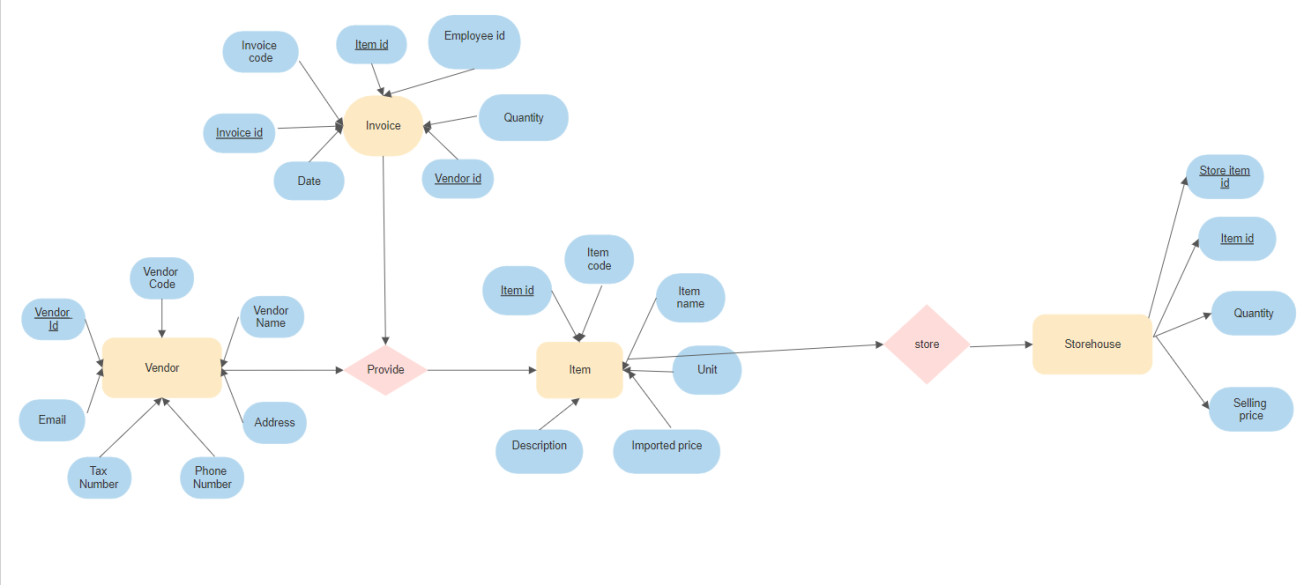 Invoice
code
Item id
Employee id
Invoice id
Invoice
Quantity
Date
Vendor id
Store item
id
Item id
Quantity
Selling
price
Vendor
Code
Vendor
Id
Vendor
Name
Vendor
Email
Address
Tax
Number
Phone
Number
Provide
Item
code
Item id
Item
name
Item
Unit
Description
Imported price
store
Storehouse